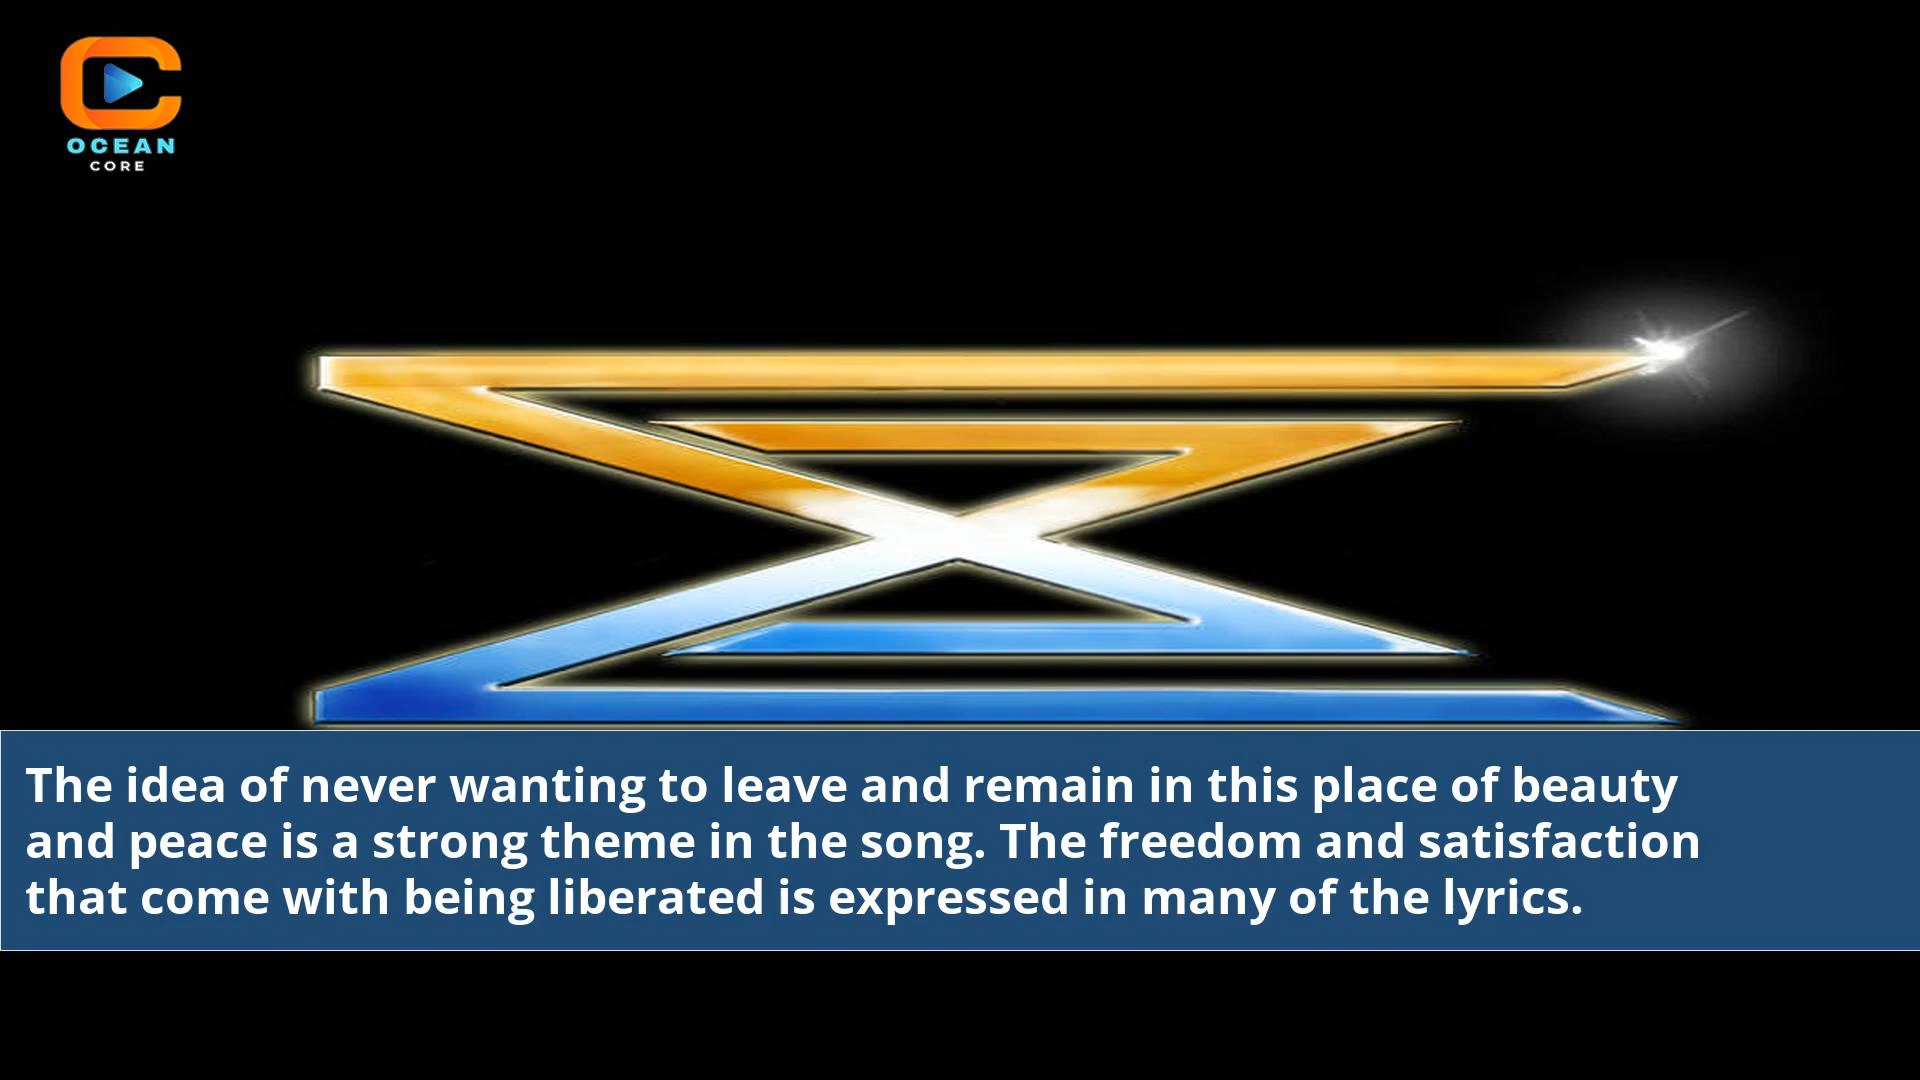 OCEAN
CORE
The idea of never wanting to leave and remain in this place of beauty
and peace is a strong theme in the song. The freedom and satisfaction
that come with being liberated is expressed in many of the lyrics.